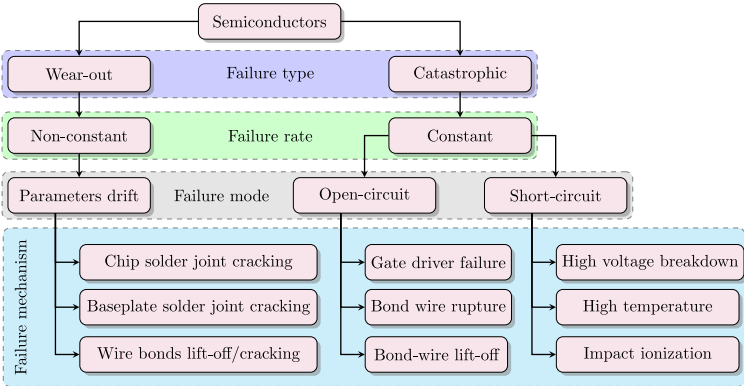 Semiconductors
Wear-out
Failure type
Catastrophic
Non-constant
Failure rate
Constant
Parameters drift
Failure mode
Open-circuit
Short-circuit
Failure mechanism
Chip solder joint cracking
Gate driver failure
High voltage breakdown
Baseplate solder joint cracking
Bond wire rupture
High temperature
Wire bonds lift-off/cracking
Bond-wire lift-off
Impact ionization